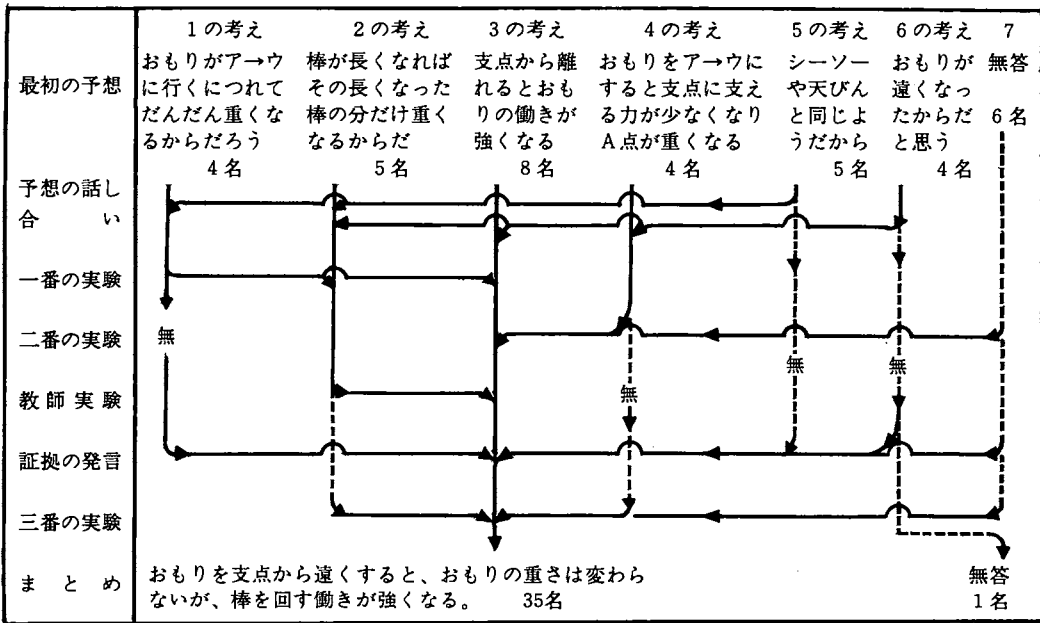 最初の予想
1の考え
おもりがア→ウ
に行くにつれて
だんだん重くな
るからだろう
4名
2の考え
棒が長くなれば
その長くなった
棒の分だけ重く
なるからだ
5名
3の考え
支点から離
れるとおも
りの働きが
強くなる
8名
4の考え
おもりをア→ウに
すると支点に支え
る力が少なくなり
A点が重くなる
4名
5の考え
シーソー
や天びん
と同じよ
うだから
5名
6の考え
おもりが
遠くなっ
たからだ
と思う
4名
7
無答
6名
予想の話し
合い
一番の実験
無
二番の実験
無
無
教師実験
無
証拠の発言
三番の実験
まとめ
おもりを支点から遠くすると、おもりの重さは変わら
ないが、棒を回す働きが強くなる。 35名
無答
1名